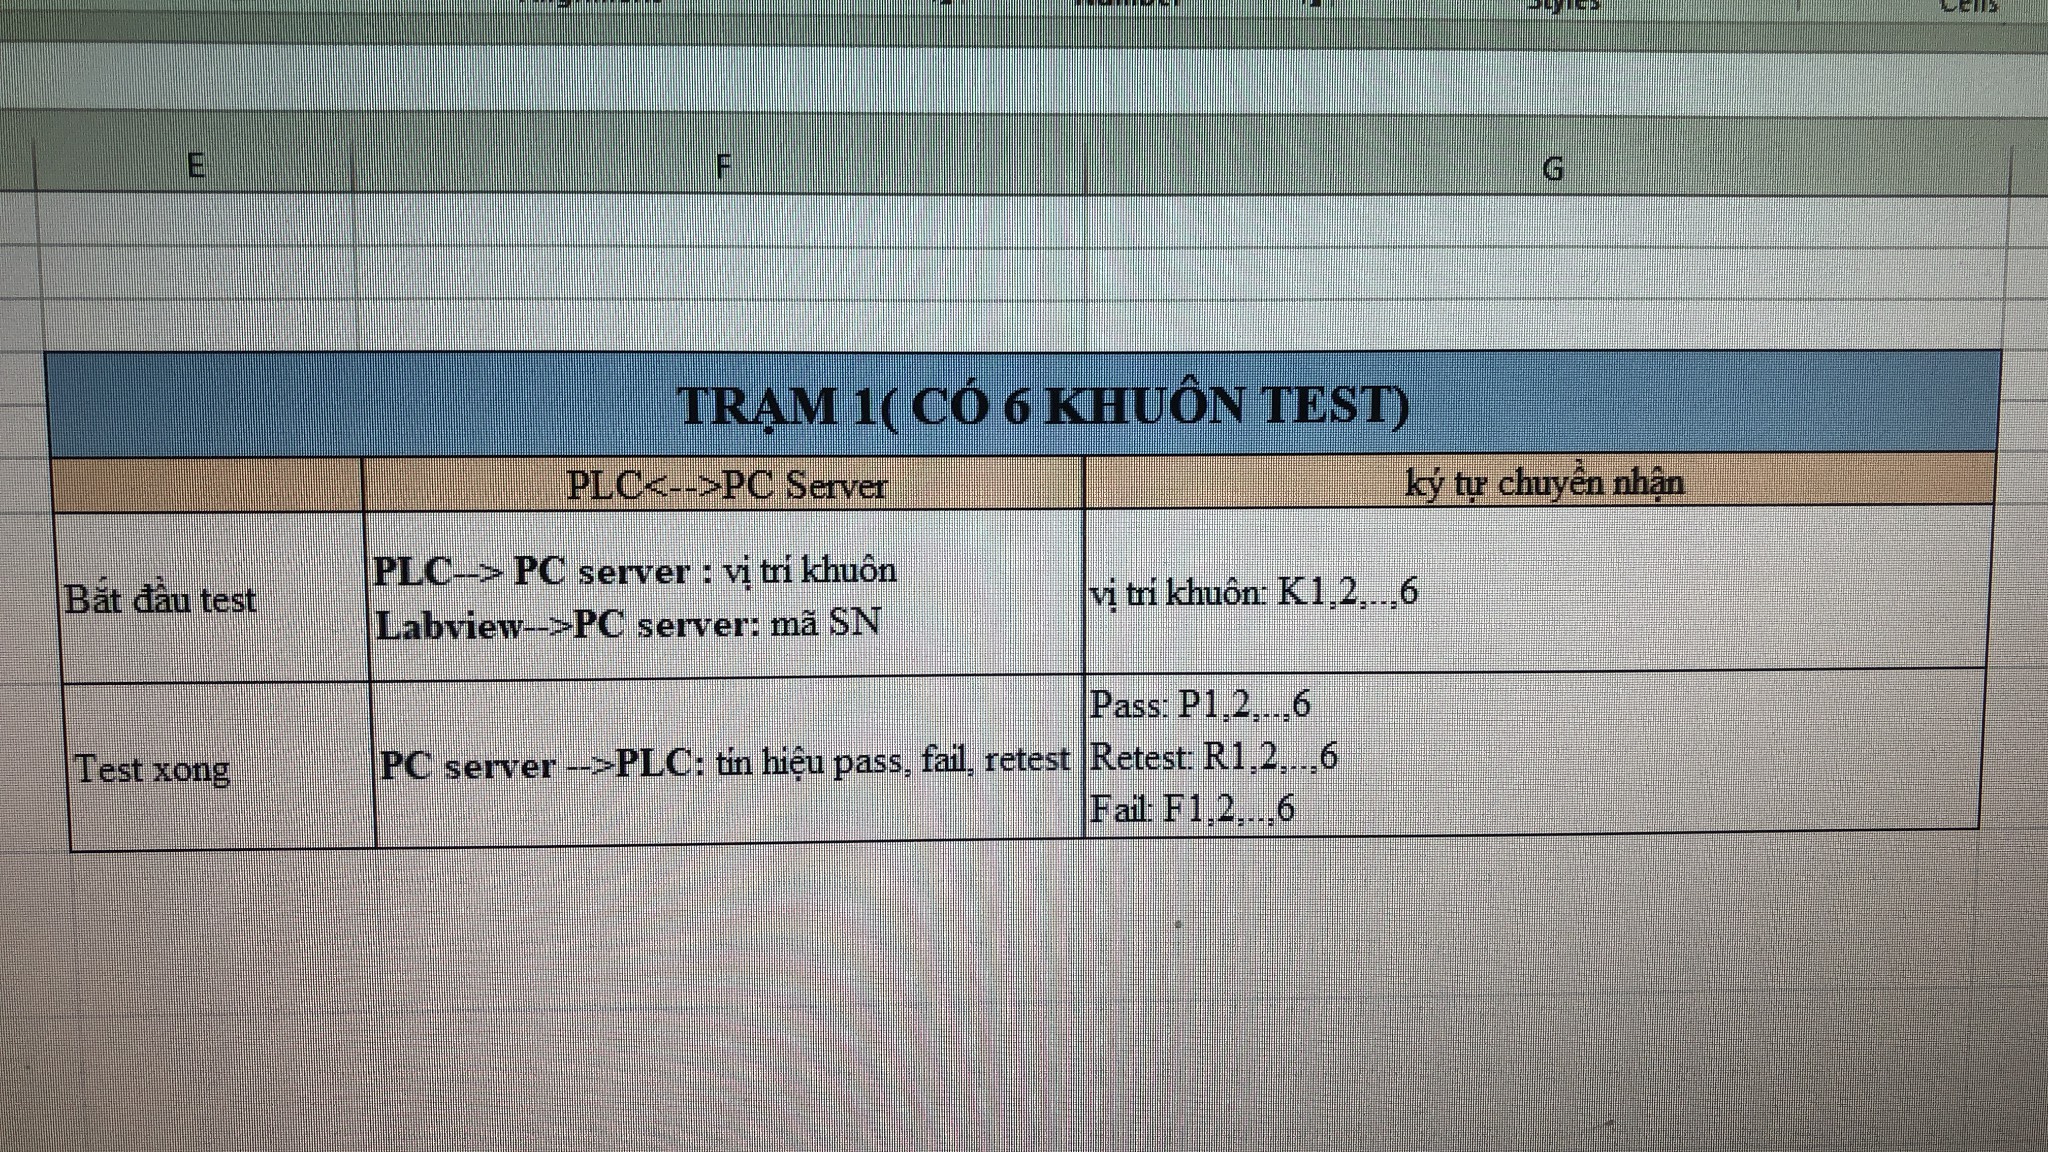 Styles
Cells
E F G
TRẠM 1( CÓ 6 KHUÔN TEST)
PLC<-->PC Server
ký tự chuyển nhận
Bắt đầu test
PLC--> PC server : vị trí khuôn
Labview-->PC server: mã SN
vị trí khuôn: K1,2,..,6
Test xong
PC server -->PLC: tín hiệu pass, fail, retest
Pass: P1,2,..,6
Retest: R1,2,..,6
Fail: F1,2,..,6